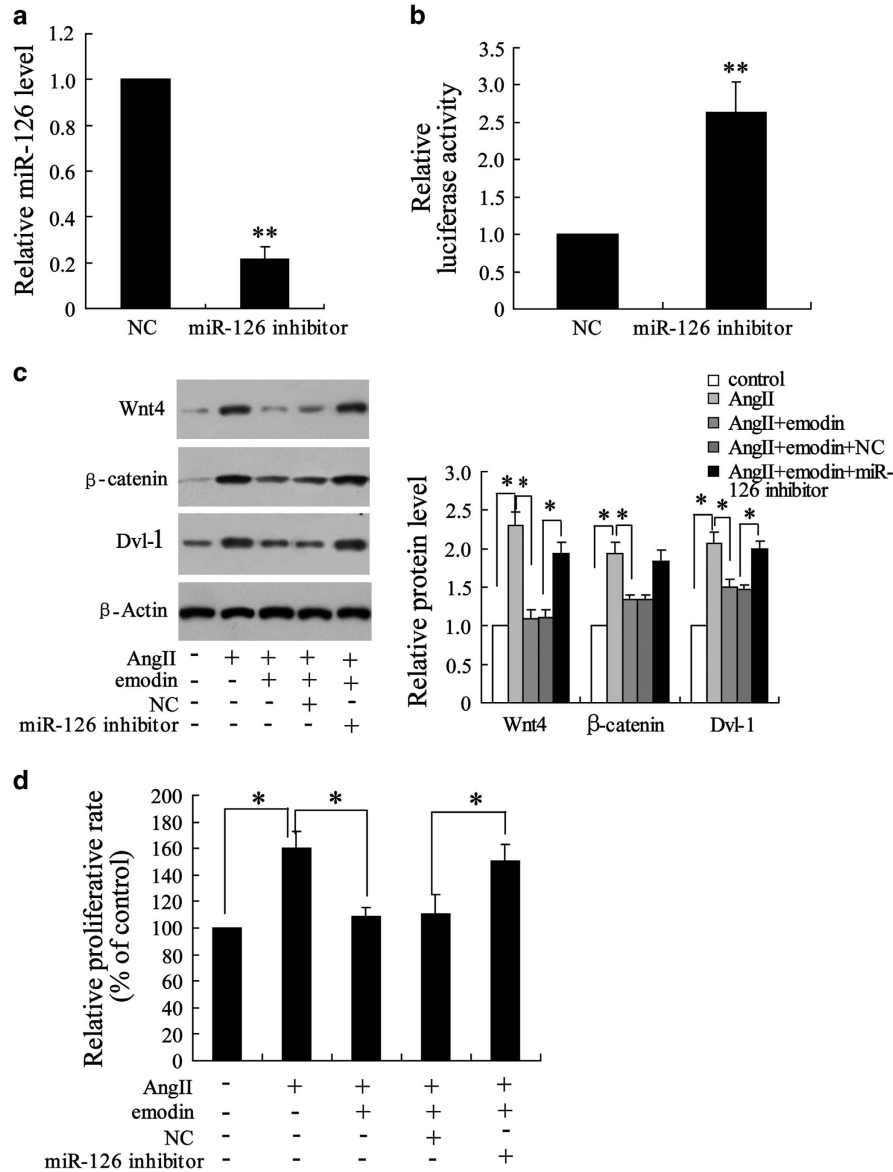 a
Relative miR-126 level
1.2
1.0
0.8
0.6
0.4
0.2
0
**
NC miR-126 inhibitor
b
Relative
luciferase activity
3.5
3.0
2.5
2.0
1.5
1.0
0.5
0.0
**
NC miR-126 inhibitor
c
Wnt4
β-catenin
Dvl-1
β-Actin
AngII - + + + +
emodin - - + + +
NC - - - + -
miR-126 inhibitor - - - - +
control
AngII
AngII+emodin
AngII+emodin+NC
AngII+emodin+miR-
126 inhibitor
Relative protein level
3.0
2.5
2.0
1.5
1.0
0.5
0.0
* * *
* *
* * *
Wnt4 β-catenin Dvl-1
d
Relative proliferative rate
(% of control)
200
180
160
140
120
100
80
60
40
20
0
* * *
AngII - + + + +
emodin - - + + +
NC - - - + -
miR-126 inhibitor - - - - +